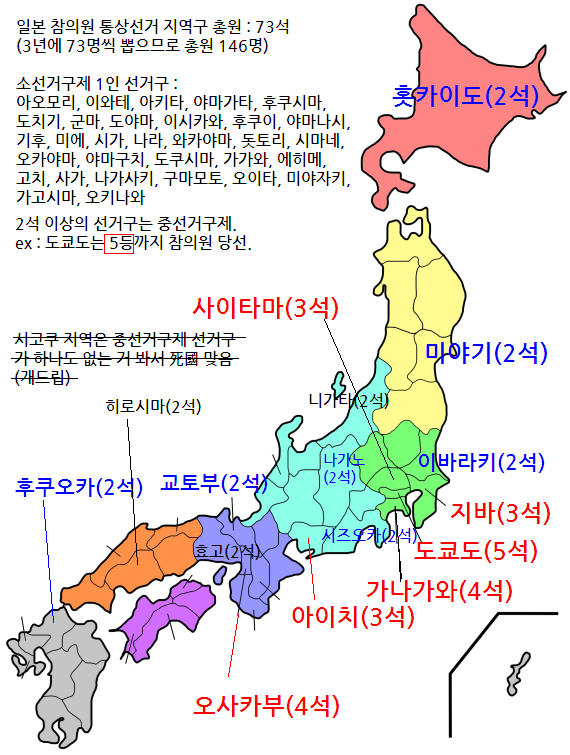 일본 참의원 통상선거 지역구 총원 : 73석
(3년에 73명씩 뽑으므로 총원 146명)
소선거구제 1인 선거구 :
아오모리, 이와테, 아키타, 야마가타, 후쿠시마,
도치기, 군마, 도야마, 이시카와, 후쿠이, 야마나시,
기후, 미에, 시가, 나라, 와카야마, 돗토리, 시마네,
오카야마, 야마구치, 도쿠시마, 가가와, 에히메,
고치, 사가, 나가사키, 구마모토, 오이타, 미야자키,
가고시마, 오키나와
2석 이상의 선거구는 중선거구제.
ex : 도쿄도는 5등까지 참의원 당선.
홋카이도(2석)
사이타마(3석)
시코쿠 지역은 중선거구제 선거구
가 하나도 없는 거 봐서 死國 맞음
(개드립)
미야기(2석)
니가타(2석)
히로시마(2석)
나가노
(2석)
이바라키(2석)
후쿠오카(2석)
교토부(2석)
지바(3석)
시즈오카(2석)
효고(2석)
도쿄도(5석)
가나가와(4석)
아이치(3석)
오사카부(4석)